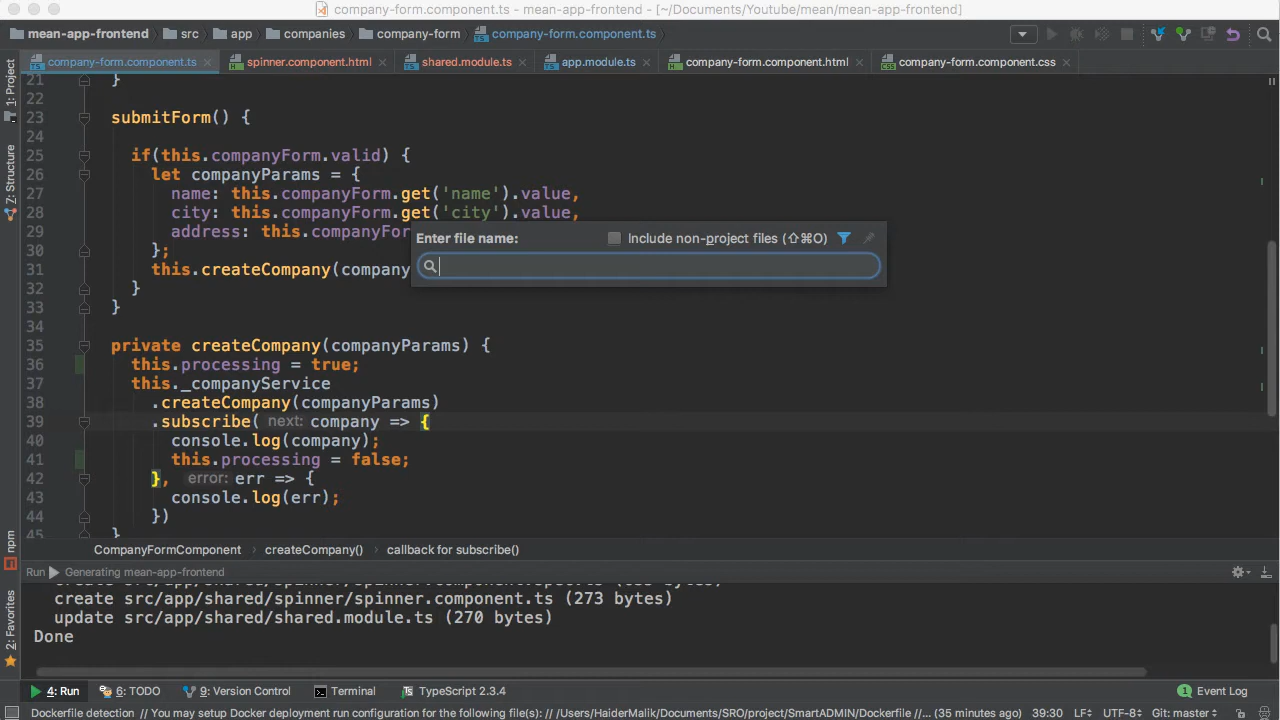 company-form.component.ts - mean-app-frontend - [~/Documents/Youtube/mean/mean-app-frontend]
mean-app-frontend src app companies company-form company-form.component.ts
company-form.component.ts spinner.component.html shared.module.ts app.module.ts company-form.component.html company-form.component.css
1: Project
Z: Structure
npm
2: Favorites
21 }
22
23 submitForm() {
24
25 if(this.companyForm.valid) {
26 let companyParams = {
27 name: this.companyForm.get('name').value,
28 city: this.companyForm.get('city').value,
29 address: this.companyFor
30 };
31 this.createCompany(company
32 }
33 }
34
35 private createCompany(companyParams) {
36 this.processing = true;
37 this._companyService
38 .createCompany(companyParams)
39 .subscribe( next: company => {
40 console.log(company);
41 this.processing = false;
42 }, error: err => {
43 console.log(err);
44 })
45 }
Enter file name: Include non-project files (⇧⌘O)
CompanyFormComponent createCompany() callback for subscribe()
Run Generating mean-app-frontend
create src/app/shared/spinner/spinner.component.ts (273 bytes)
update src/app/shared/shared.module.ts (270 bytes)
Done
4: Run 6: TODO 9: Version Control Terminal TypeScript 2.3.4 1 Event Log
Dockerfile detection // You may setup Docker deployment run configuration for the following file(s): // /Users/HaiderMalik/Documents/SRO/project/SmartADMIN/Dockerfile //... (35 minutes ago) 39:30 LF÷ UTF-8÷ Git: master÷